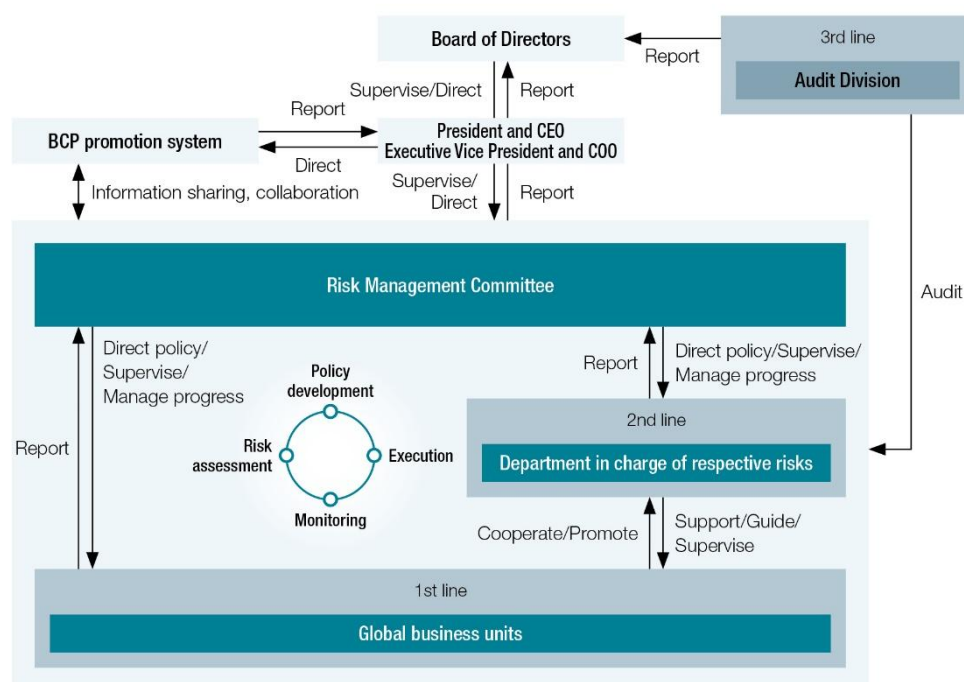 Board of Directors
3rd line
Audit Division
Report
Supervise/Direct
Report
Report
BCP promotion system
President and CEO
Executive Vice President and COO
Direct
Information sharing, collaboration
Supervise/
Direct
Report
Risk Management Committee
Audit
Direct policy/
Supervise/
Manage progress
Report
Direct policy/Supervise/
Manage progress
Policy
development
Risk
assessment
Execution
Monitoring
Report
2nd line
Department in charge of respective risks
Cooperate/Promote
Support/Guide/
Supervise
1st line
Global business units